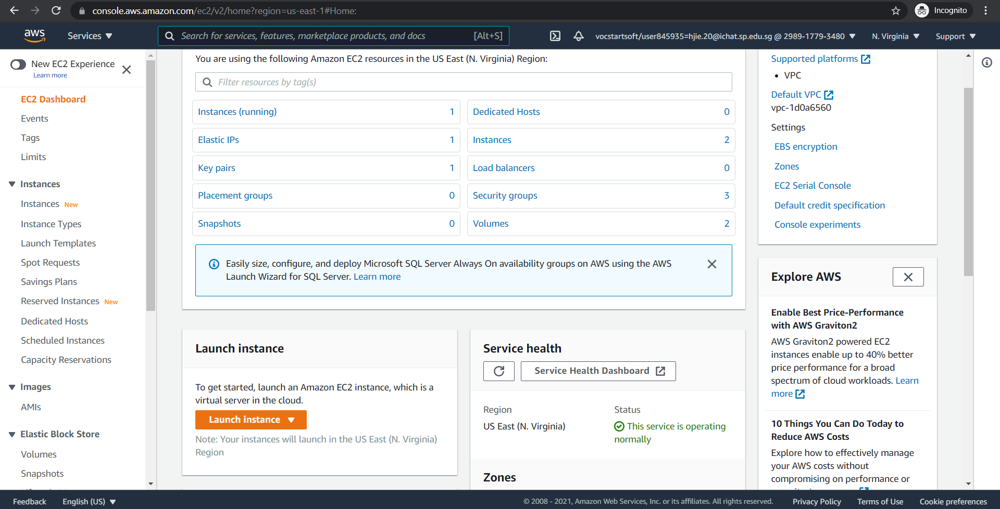 console.aws.amazon.com/ec2/v2/home?region=us-east-1#Home:
Incognito
aws
Services
Search for services, features, marketplace products, and docs
[Alt+S]
vocstartsoft/user845935=hjie.20@ichat.sp.edu.sg @ 2989-1779-3480
N. Virginia
Support
New EC2 Experience
Learn more
EC2 Dashboard
Events
Tags
Limits
Instances
Instances New
Instance Types
Launch Templates
Spot Requests
Savings Plans
Reserved Instances New
Dedicated Hosts
Scheduled Instances
Capacity Reservations
Images
AMIs
Elastic Block Store
Volumes
Snapshots
You are using the following Amazon EC2 resources in the US East (N. Virginia) Region:
Filter resources by tag(s)
Instances (running) 1
Dedicated Hosts 0
Elastic IPs 1
Instances 2
Key pairs 1
Load balancers 0
Placement groups 0
Security groups 3
Snapshots 0
Volumes 2
Easily size, configure, and deploy Microsoft SQL Server Always On availability groups on AWS using the AWS
Launch Wizard for SQL Server. Learn more
Launch instance
To get started, launch an Amazon EC2 instance, which is a
virtual server in the cloud.
Launch instance
Note: Your instances will launch in the US East (N. Virginia)
Region
Service health
Service Health Dashboard
Region
US East (N. Virginia)
Status
This service is operating
normally
Zones
Supported platforms
• VPC
Default VPC
vpc-1d0a6560
Settings
EBS encryption
Zones
EC2 Serial Console
Default credit specification
Console experiments
Explore AWS
Enable Best Price-Performance
with AWS Graviton2
AWS Graviton2 powered EC2
instances enable up to 40% better
price performance for a broad
spectrum of cloud workloads. Learn
more
10 Things You Can Do Today to
Reduce AWS Costs
Explore how to effectively manage
your AWS costs without
compromising on performance or
Feedback
English (US)
© 2008 - 2021, Amazon Web Services, Inc. or its affiliates. All rights reserved.
Privacy Policy
Terms of Use
Cookie preferences